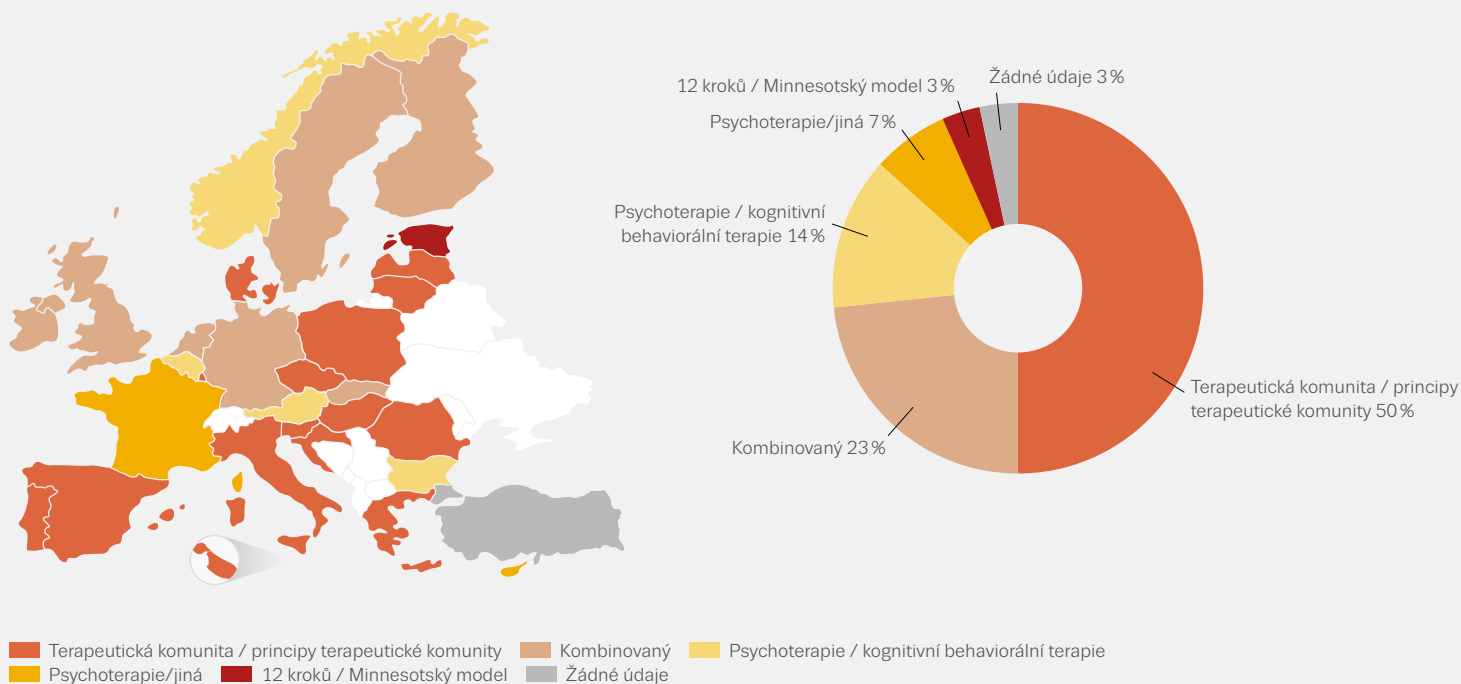 Žádné údaje 3 %
12 kroků / Minnesotský model 3 %
Psychoterapie/jiná 7 %
Psychoterapie / kognitivní
behaviorální terapie 14 %
Terapeutická komunita / principy
terapeutické komunity 50 %
Kombinovaný 23 %
Terapeutická komunita / principy terapeutické komunity Kombinovaný Psychoterapie / kognitivní behaviorální terapie
Psychoterapie/jiná 12 kroků / Minnesotský model Žádné údaje